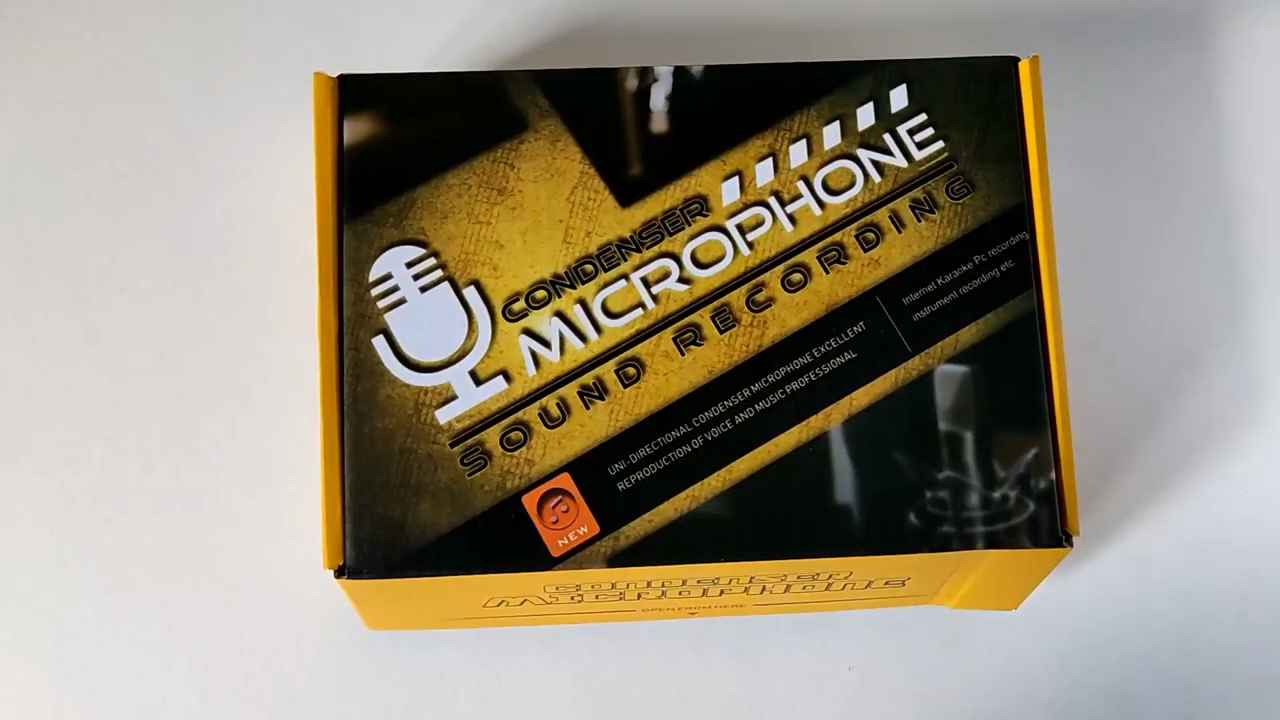 CONDENSER
MICROPHONE
SOUND RECORDING
UNI-DIRECTIONAL CONDENSER MICROPHONE EXCELLENT
REPRODUCTION OF VOICE AND MUSIC PROFESSIONAL
Internet Karaoke Pc recording
instrument recording etc
NEW
CONDENSER
MICROPHONE
OPEN FROM HERE